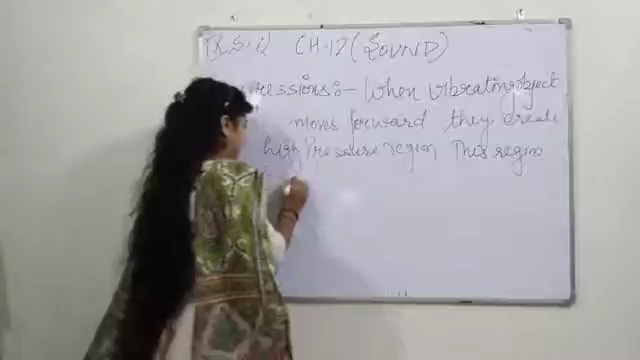 CH-12 (SOUND)
ressions:- When Vibrating object
moves forward they create
high Pressure region This region